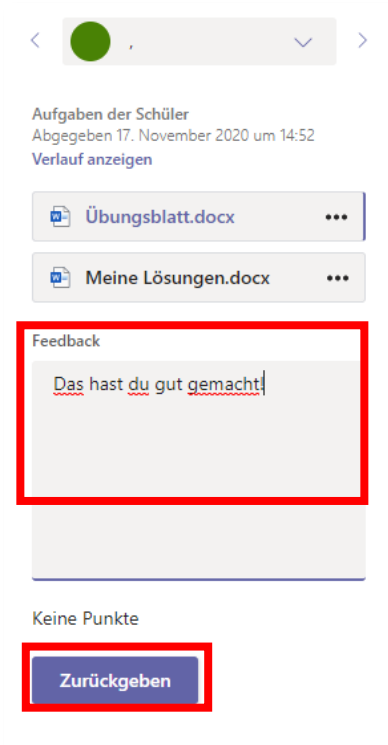 ,
Aufgaben der Schüler
Abgegeben 17. November 2020 um 14:52
Verlauf anzeigen
Übungsblatt.docx •••
Meine Lösungen.docx •••
Feedback
Das hast du gut gemacht!
Keine Punkte
Zurückgeben